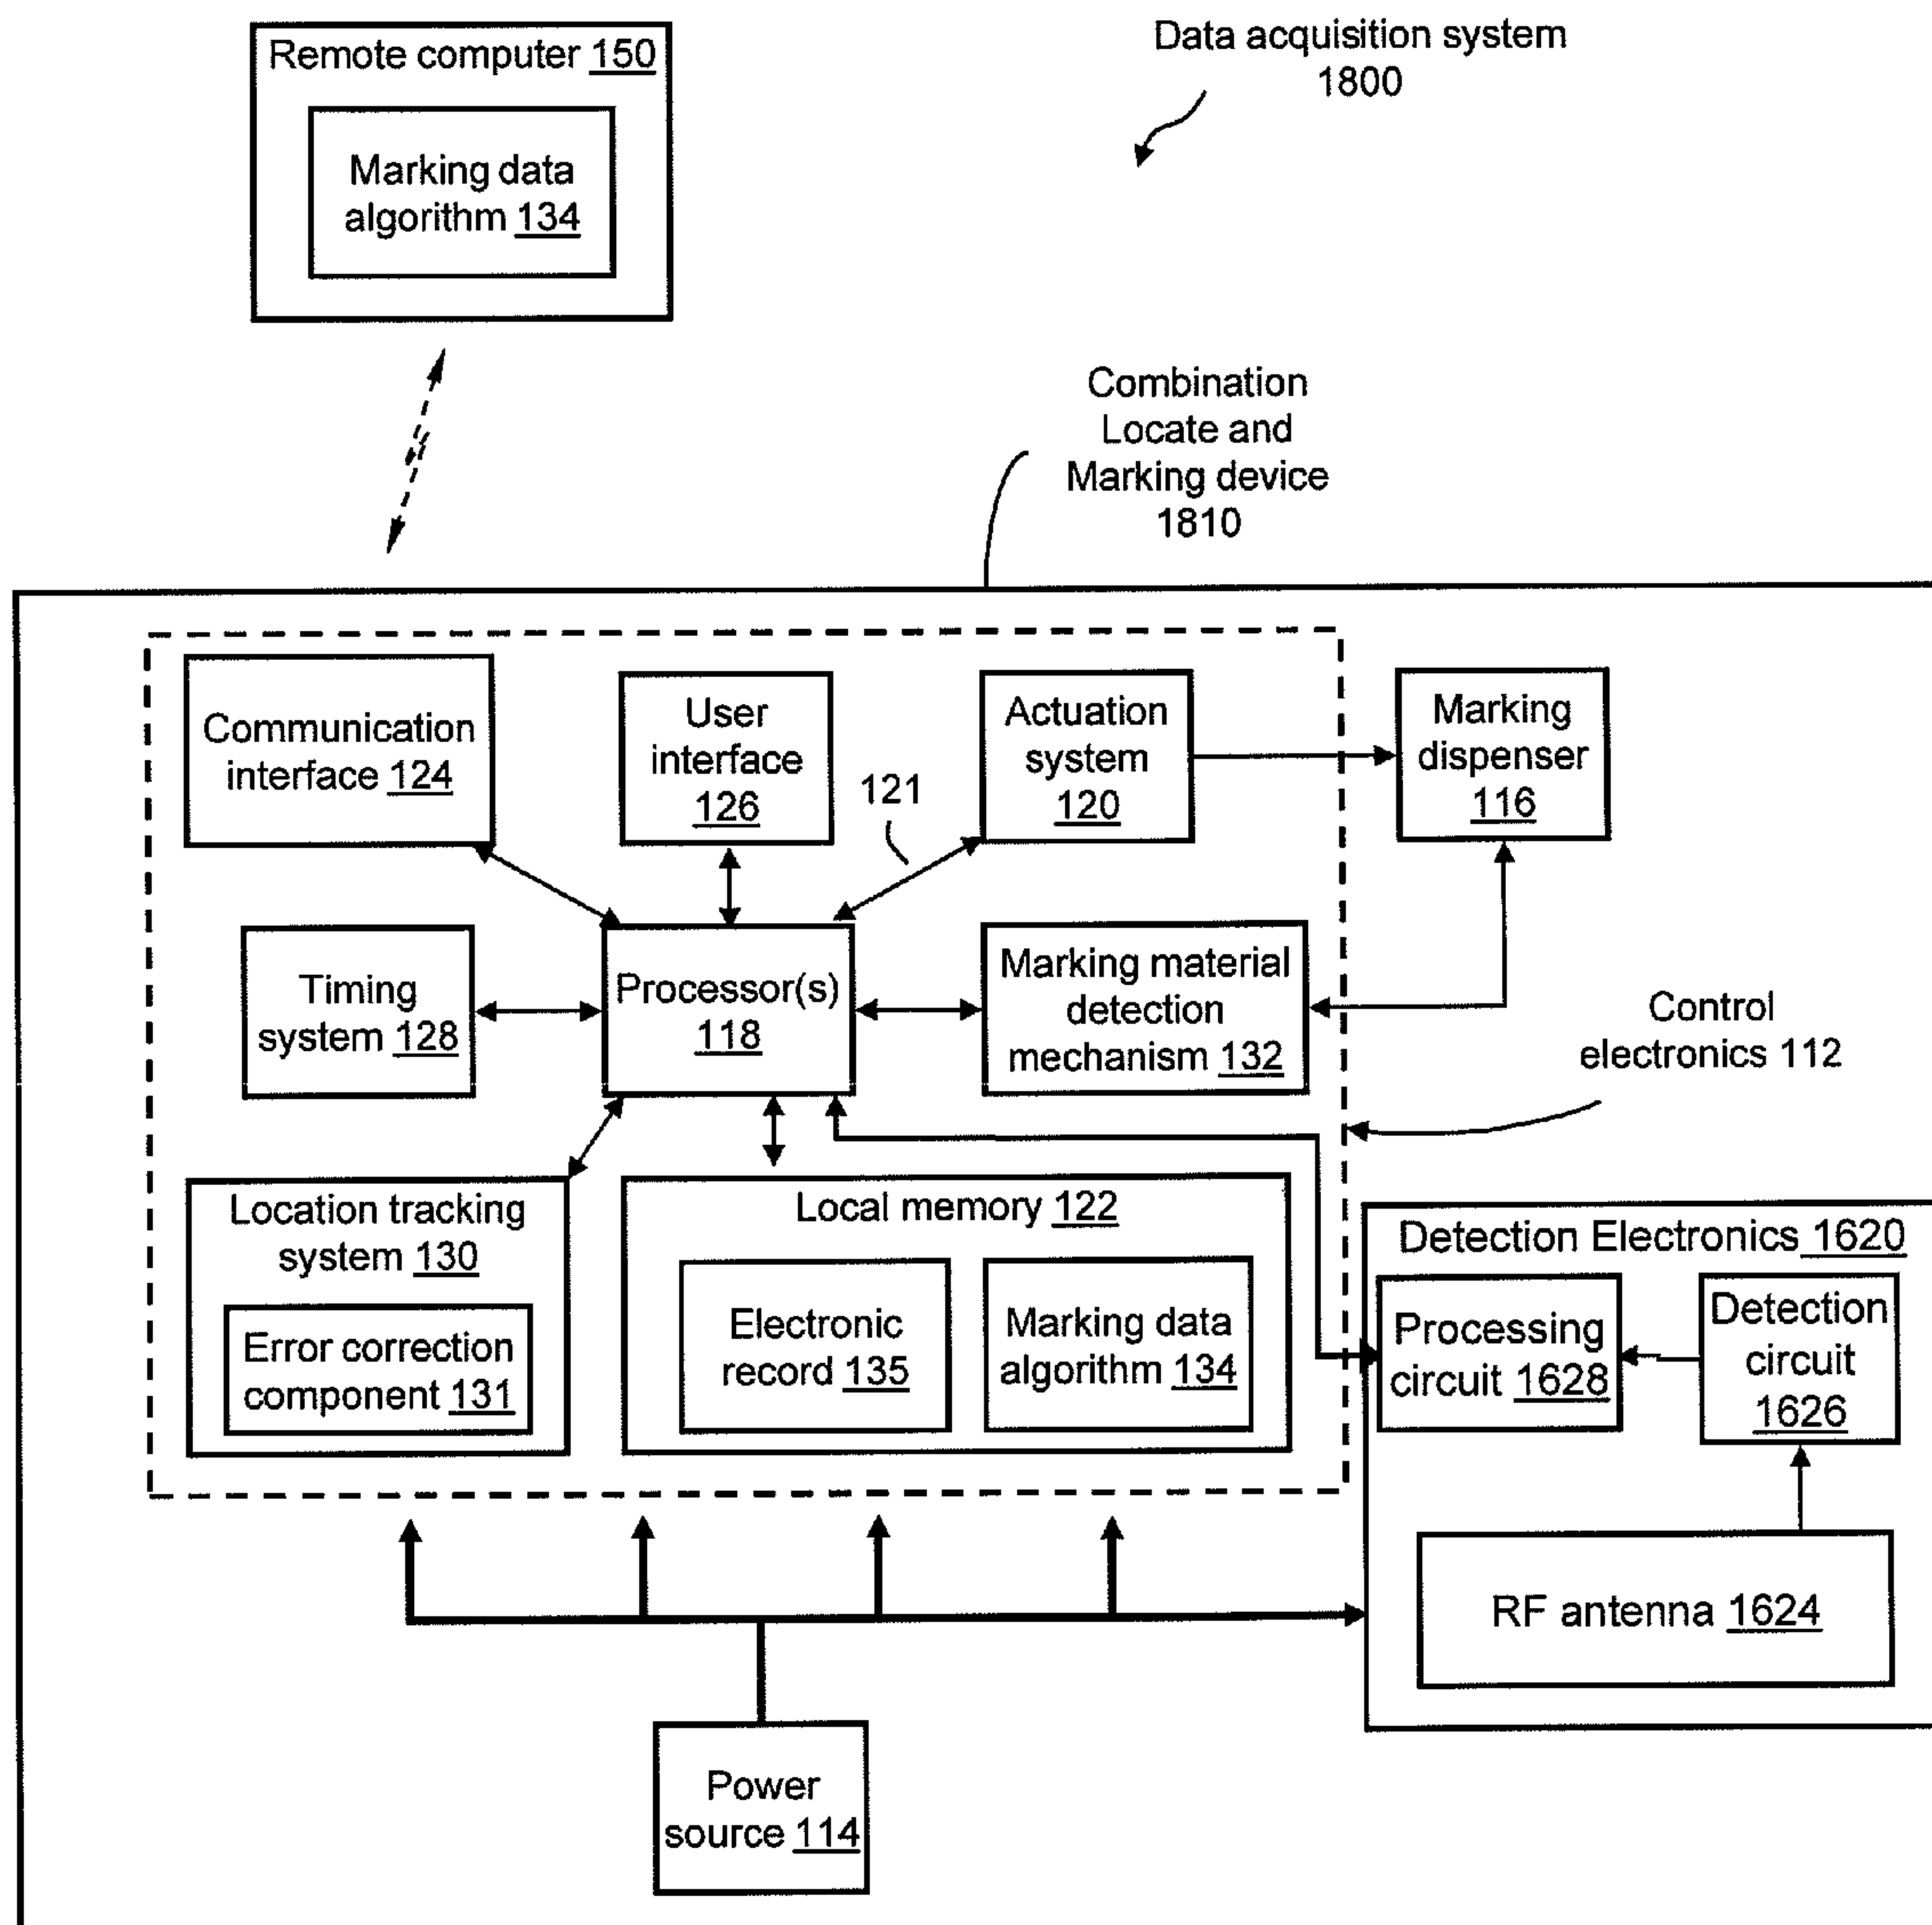 Remote computer 150
Marking data
algorithm 134
Data acquisition system
1800
Combination
Locate and
Marking device
1810
Communication
interface 124
User
interface
126
121
Actuation
system
120
Marking
dispenser
116
Timing
system 128
Processor(s)
118
Marking material
detection
mechanism 132
Control
electronics 112
Location tracking
system 130
Error correction
component 131
Local memory 122
Electronic
record 135
Marking data
algorithm 134
Detection Electronics 1620
Processing
circuit 1628
Detection
circuit
1626
RF antenna 1624
Power
source 114